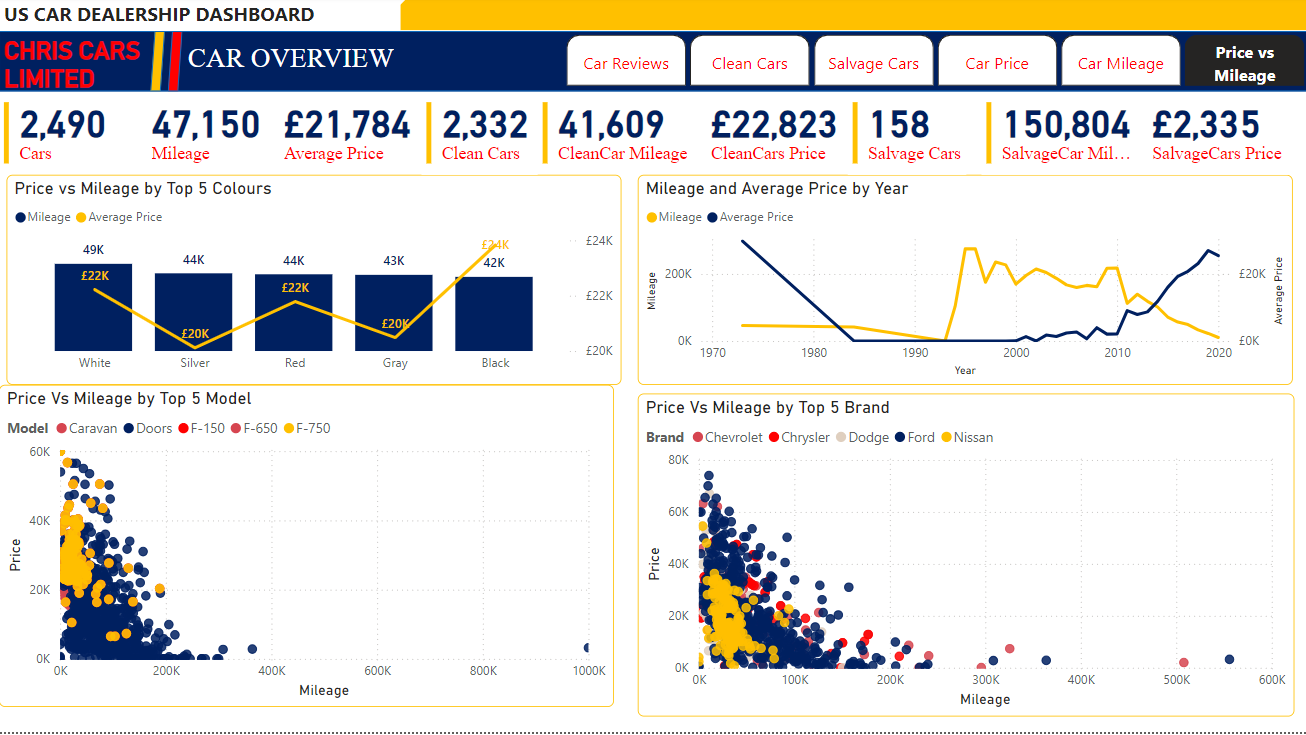 US CAR DEALERSHIP DASHBOARD
CHRIS CARS
LIMITED
CAR OVERVIEW
Car Reviews
Clean Cars
Salvage Cars
Car Price
Car Mileage
Price vs
Mileage
2,490
Cars
47,150
Mileage
£21,784
Average Price
2,332
Clean Cars
41,609
CleanCar Mileage
£22,823
CleanCars Price
158
Salvage Cars
150,804
SalvageCar Mil...
£2,335
SalvageCars Price
Price vs Mileage by Top 5 Colours
Mileage Average Price
49K 44K 44K 43K 42K
£22K £20K £22K £20K £24K
£24K
£22K
£20K
White Silver Red Gray Black
Mileage and Average Price by Year
Mileage Average Price
Mileage
200K
0K
1970 1980 1990 2000 2010 2020
Year
£20K
£0K
Average Price
Price Vs Mileage by Top 5 Model
Model Caravan Doors F-150 F-650 F-750
Price
60K
40K
20K
0K
0K 200K 400K 600K 800K 1000K
Mileage
Price Vs Mileage by Top 5 Brand
Brand Chevrolet Chrysler Dodge Ford Nissan
Price
80K
60K
40K
20K
0K
0K 100K 200K 300K 400K 500K 600K
Mileage